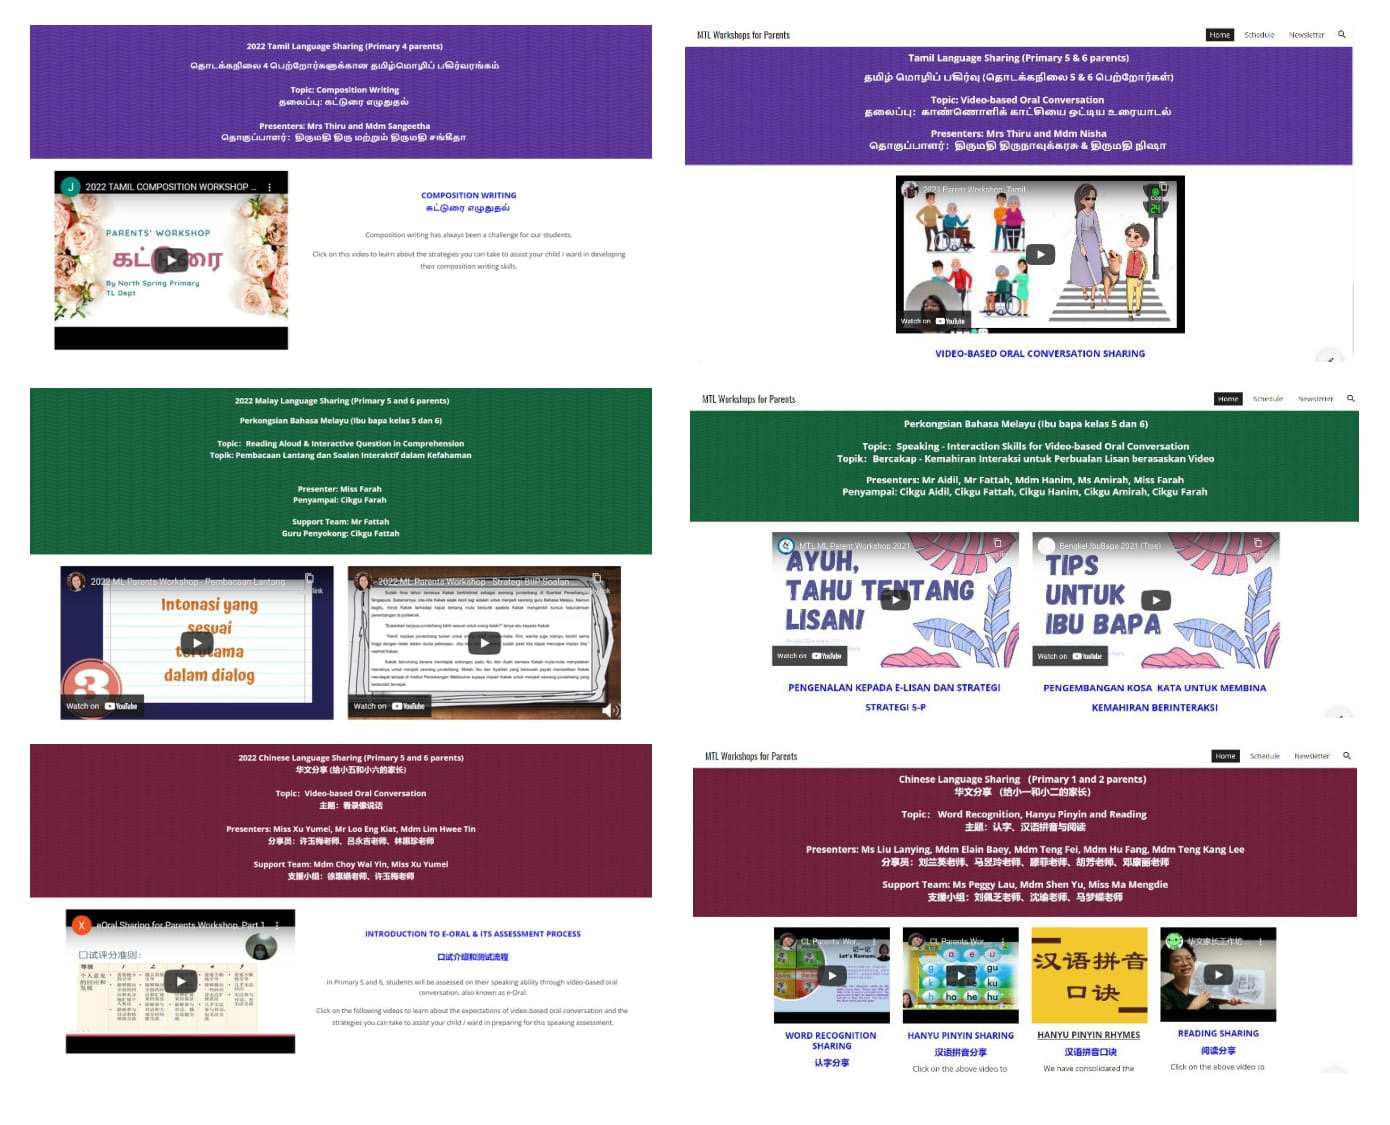 2022 Tamil Language Sharing (Primary 4 parents)
தொடக்கநிலை 4 பெற்றோர்களுக்கான தமிழ்மொழிப் பகிர்வரங்கம்
Topic: Composition Writing
தலைப்பு: கட்டுரை எழுதுதல்
Presenters: Mrs Thiru and Mdm Sangeetha
தொகுப்பாளர்: திருமதி திரு மற்றும் திருமதி சங்கீதா
J 2022 TAMIL COMPOSITION WORKSHOP ...
PARENTS' WORKSHOP
கட்டுரை
By North Spring Primary
TL Dept
COMPOSITION WRITING
கட்டுரை எழுதுதல்
Composition writing has always been a challenge for our students.
Click on this video to learn about the strategies you can take to assist your child / ward in developing
their composition writing skills.
MTL Workshops for Parents
Home Schedule Newsletter
Tamil Language Sharing (Primary 5 & 6 parents)
தமிழ் மொழிப் பகிர்வு (தொடக்கநிலை 5 & 6 பெற்றோர்கள்)
Topic: Video-based Oral Conversation
தலைப்பு: காண்ணொளிக் காட்சியை ஒட்டிய உரையாடல்
Presenters: Mrs Thiru and Mdm Nisha
தொகுப்பாளர்: திருமதி திருநாவுக்கரசு & திருமதி நிஷா
2021 Parent Workshop, Tamil
24
Watch on YouTube
VIDEO-BASED ORAL CONVERSATION SHARING
2022 Malay Language Sharing (Primary 5 and 6 parents)
Perkongsian Bahasa Melayu (Ibu bapa kelas 5 dan 6)
Topic: Reading Aloud & Interactive Question in Comprehension
Topik: Pembacaan Lantang dan Soalan Interaktif dalam Kefahaman
Presenter: Miss Farah
Penyampai: Cikgu Farah
Support Team: Mr Fattah
Guru Penyokong: Cikgu Fattah
2022 ML Parents Workshop - Pembacaan Lantang
Intonasi yang
sesuai
terutama
dalam dialog
3
Watch on YouTube
2022 ML Parents Workshop - Strategi BIIP Soalan
Watch on YouTube
MTL Workshops for Parents
Home Schedule Newsletter
Perkongsian Bahasa Melayu (Ibu bapa kelas 5 dan 6)
Topic: Speaking - Interaction Skills for Video-based Oral Conversation
Topik: Bercakap - Kemahiran Interaksi untuk Perbualan Lisan berasaskan Video
Presenters: Mr Aidil, Mr Fattah, Mdm Hanim, Ms Amirah, Miss Farah
Penyampai: Cikgu Aidil, Cikgu Fattah, Cikgu Hanim, Cikgu Amirah, Cikgu Farah
MTL ML Parent Workshop 2021
AYUH,
TAHU TENTANG
LISAN!
Watch on YouTube
PENGENALAN KEPADA E-LISAN DAN STRATEGI
STRATEGI 5-P
Bengkel IbuBapa 2021 (Tips)
TIPS
UNTUK
IBU BAPA
Watch on YouTube
PENGEMBANGAN KOSA KATA UNTUK MEMBINA
KEMAHIRAN BERINTERAKSI
2022 Chinese Language Sharing (Primary 5 and 6 parents)
华文分享 (给小五和小六的家长)
Topic: Video-based Oral Conversation
主题：看录像说话
Presenters: Miss Xu Yumei, Mr Loo Eng Kiat, Mdm Lim Hwee Tin
分享员：许玉梅老师、吕永吉老师、林惠珍老师
Support Team: Mdm Choy Wai Yin, Miss Xu Yumei
X eOral Sharing for Parents Workshop_Part 1
口试评分准则：
等级 1 2 3 4 5
INTRODUCTION TO E-ORAL & ITS ASSESSMENT PROCESS
口试介绍和测试流程
In Primary 5 and 6, students will be assessed on their speaking ability through video-based oral
conversation, also known as e-Oral.
Click on the following videos to learn about the expectations of video-based oral conversation and the
strategies you can take to assist your child / ward in preparing for this speaking assessment.
MTL Workshops for Parents
Home Schedule Newsletter
Chinese Language Sharing (Primary 1 and 2 parents)
华文分享 (给小一和小二的家长)
Topic: Word Recognition, Hanyu Pinyin and Reading
主题：认字、汉语拼音与阅读
Presenters: Ms Liu Lanying, Mdm Elain Baey, Mdm Teng Fei, Mdm Hu Fang, Mdm Teng Kang Lee
分享员：刘兰英老师、马昱玲老师、滕菲老师、胡芳老师、邓康丽老师
Support Team: Ms Peggy Lau, Mdm Shen Yu, Miss Ma Mengdie
支援小组：刘佩芝老师、沈瑜老师、马梦蝶老师
CL Parents' Wor...
记一记
WORD RECOGNITION
SHARING
认字分享
CL Parents' Wor...
a e u
g gu
k ku
h ha he hu
HANYU PINYIN SHARING
汉语拼音分享
Click on the above video to
汉语拼音
口诀
HANYU PINYIN RHYMES
汉语拼音口诀
We have consolidated the
华文家长工作坊
READING SHARING
阅读分享
Click on the above video to